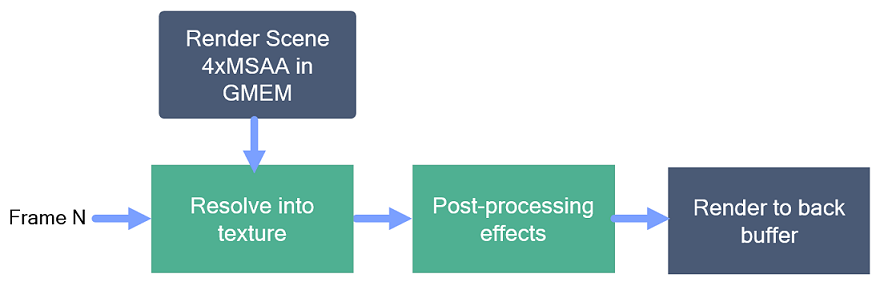 Render Scene
4xMSAA in
GMEM
Frame N
Resolve into
texture
Post-processing
effects
Render to back
buffer